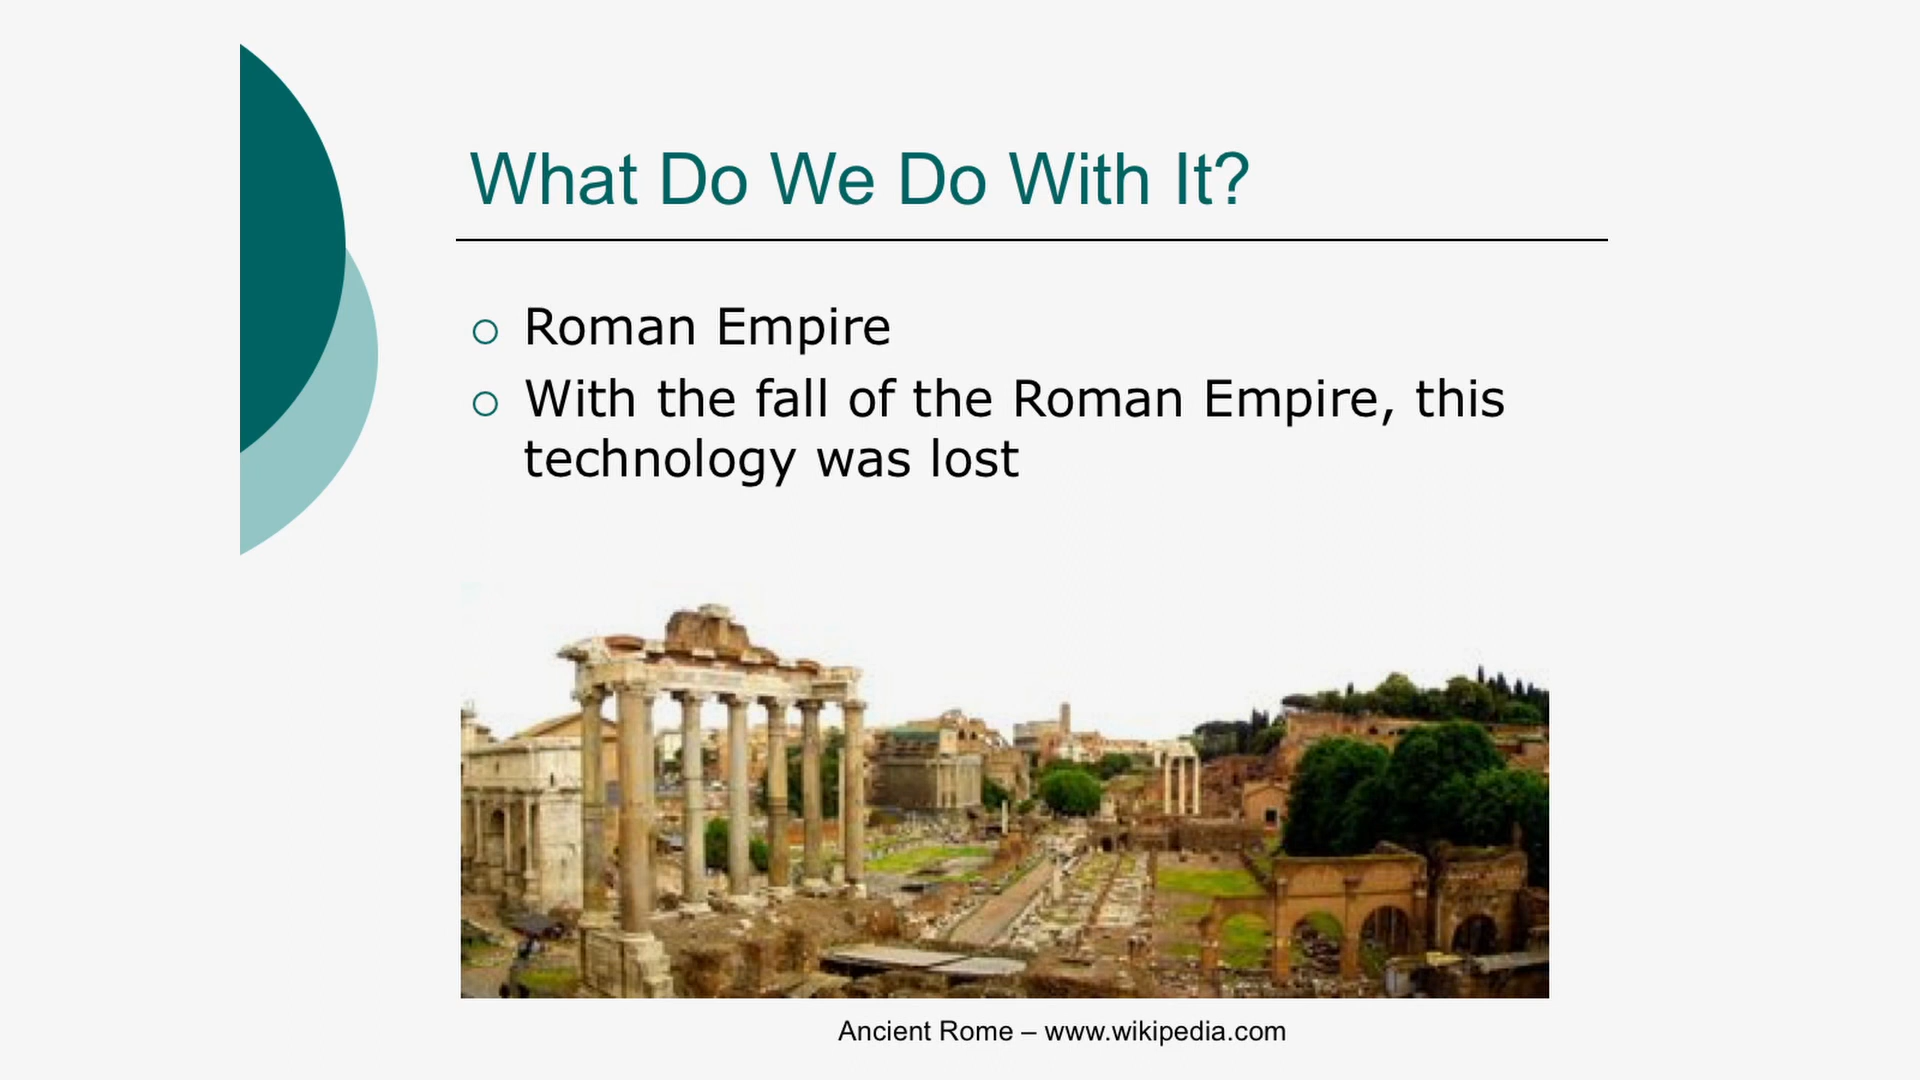 What Do We Do With It?
Roman Empire
With the fall of the Roman Empire, this
technology was lost
Ancient Rome – www.wikipedia.com